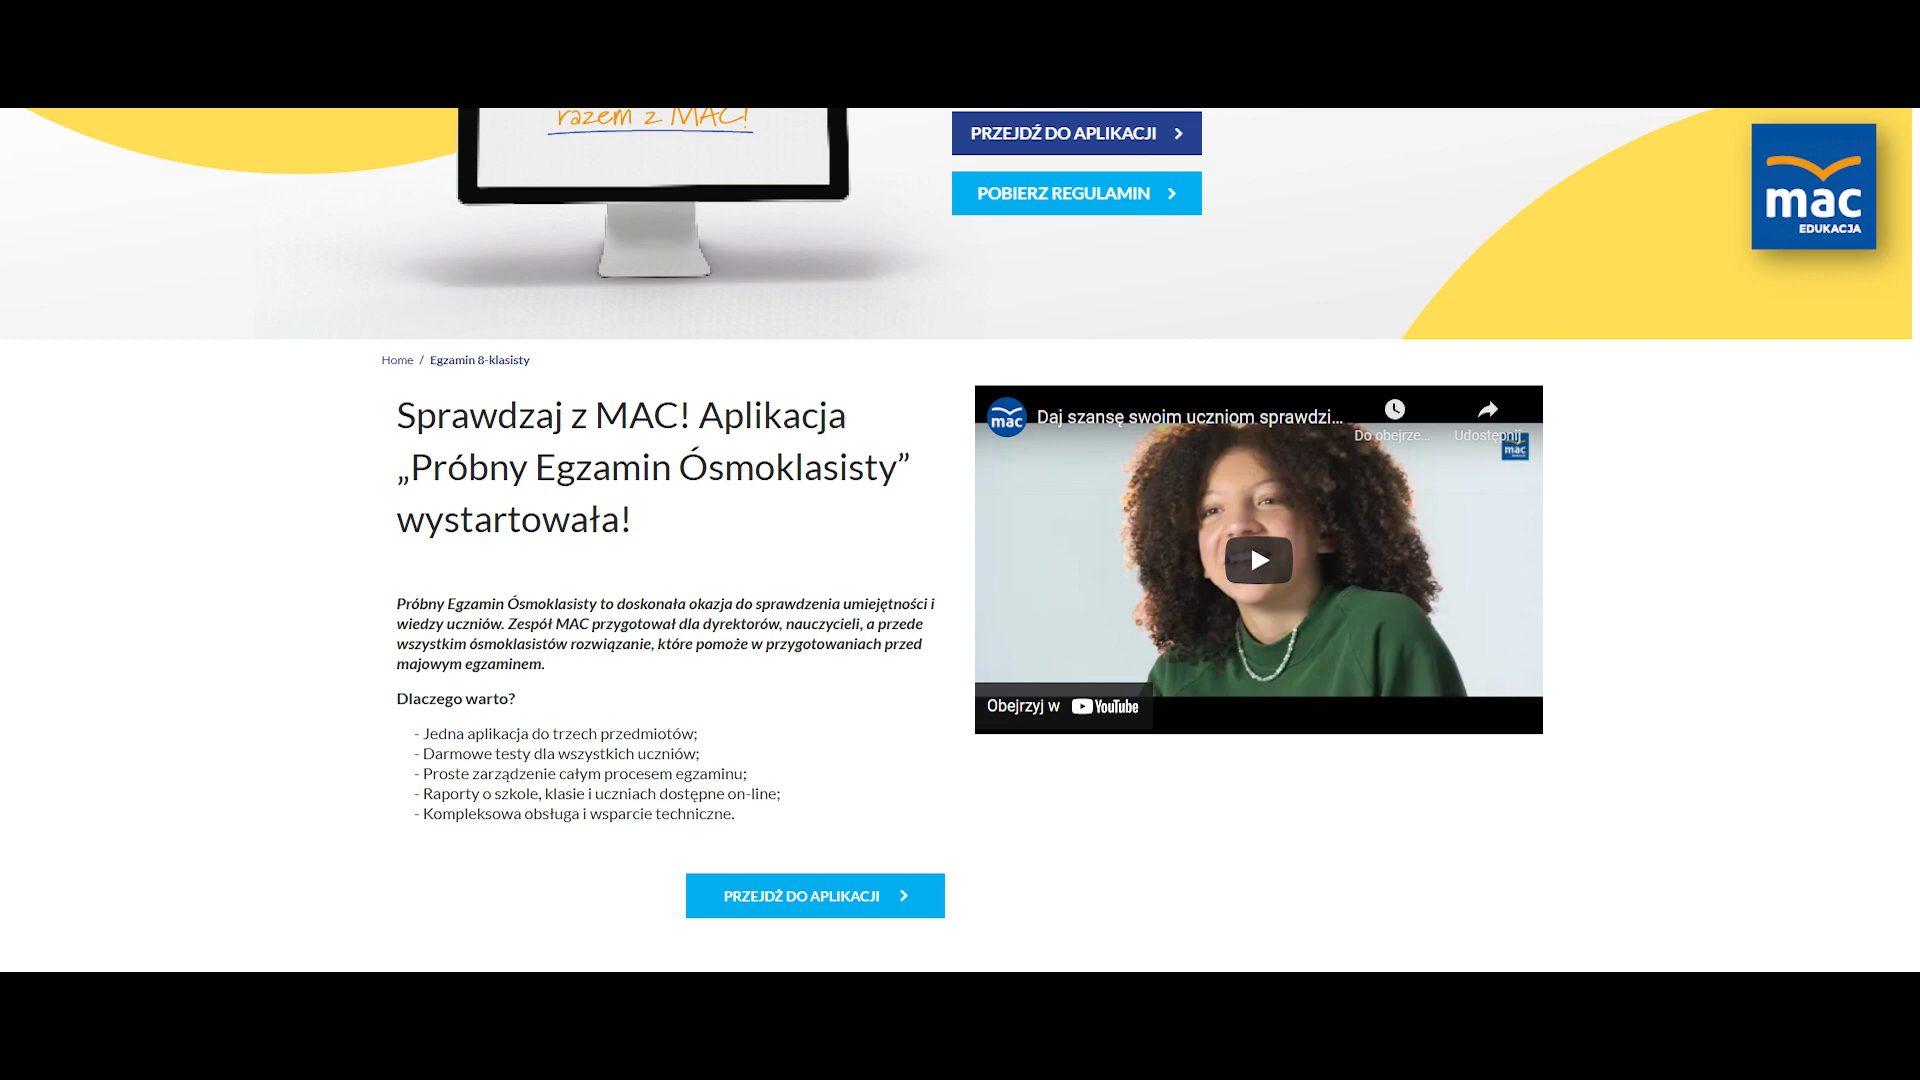 razem z MAC!
PRZEJDŹ DO APLIKACJI
POBIERZ REGULAMIN
mac
EDUKACJA
Home / Egzamin 8-klasisty
Sprawdzaj z MAC! Aplikacja
„Próbny Egzamin Ósmoklasisty”
wystartowała!
Próbny Egzamin Ósmoklasisty to doskonała okazja do sprawdzenia umiejętności i
wiedzy uczniów. Zespół MAC przygotował dla dyrektorów, nauczycieli, a przede
wszystkim ósmoklasistów rozwiązanie, które pomoże w przygotowaniach przed
majowym egzaminem.
Dlaczego warto?
- Jedna aplikacja do trzech przedmiotów;
- Darmowe testy dla wszystkich uczniów;
- Proste zarządzenie całym procesem egzaminu;
- Raporty o szkole, klasie i uczniach dostępne on-line;
- Kompleksowa obsługa i wsparcie techniczne.
PRZEJDŹ DO APLIKACJI
mac
Daj szansę swoim uczniom sprawdzi...
Do obejrze...
Udostępnij
mac
Obejrzyj w YouTube